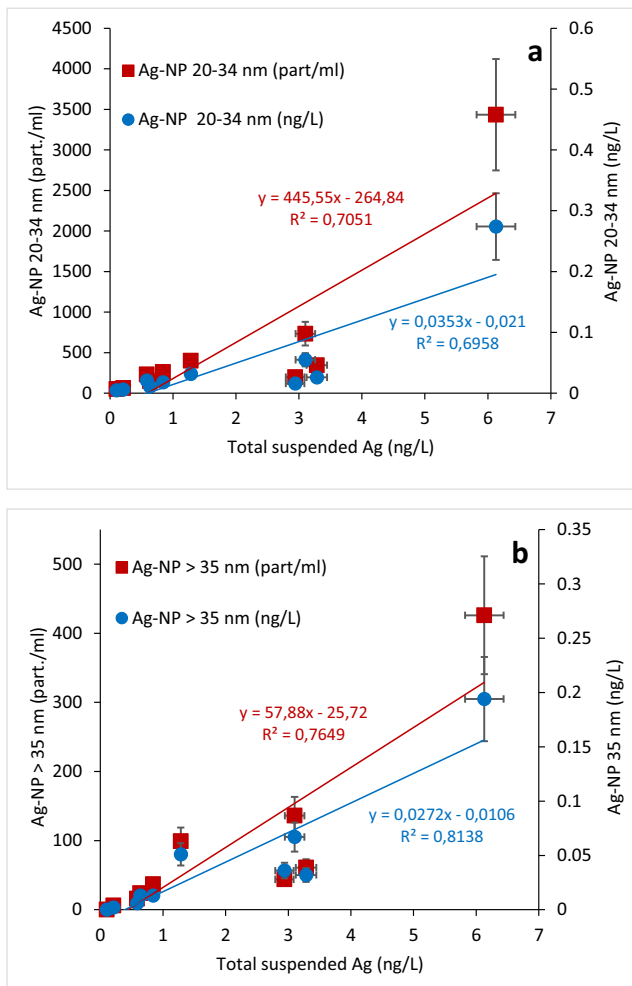 a
Ag-NP 20-34 nm (part/ml)
Ag-NP 20-34 nm (ng/L)
Ag-NP 20-34 nm (part./ml)
4500
4000
3500
3000
2500
2000
1500
1000
500
0
y = 445,55x - 264,84
R² = 0,7051
y = 0,0353x - 0,021
R² = 0,6958
0.6
0.5
0.4
0.3
0.2
0.1
0
Ag-NP 20-34 nm (ng/L)
0 1 2 3 4 5 6 7
Total suspended Ag (ng/L)
b
Ag-NP > 35 nm (part/ml)
Ag-NP > 35 nm (ng/L)
Ag-NP > 35 nm (part./ml)
500
400
300
200
100
0
y = 57,88x - 25,72
R² = 0,7649
y = 0,0272x - 0,0106
R² = 0,8138
0.35
0.3
0.25
0.2
0.15
0.1
0.05
0
Ag-NP 35 nm (ng/L)
0 1 2 3 4 5 6 7
Total suspended Ag (ng/L)